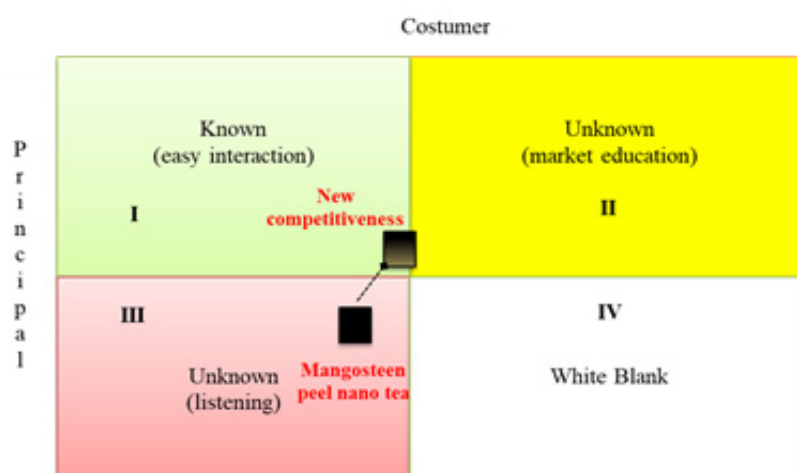 Costumer
Principal
Known
(easy interaction)
I
New
competitiveness
Unknown
(market education)
II
III
Unknown
(listening)
Mangosteen
peel nano tea
IV
White Blank